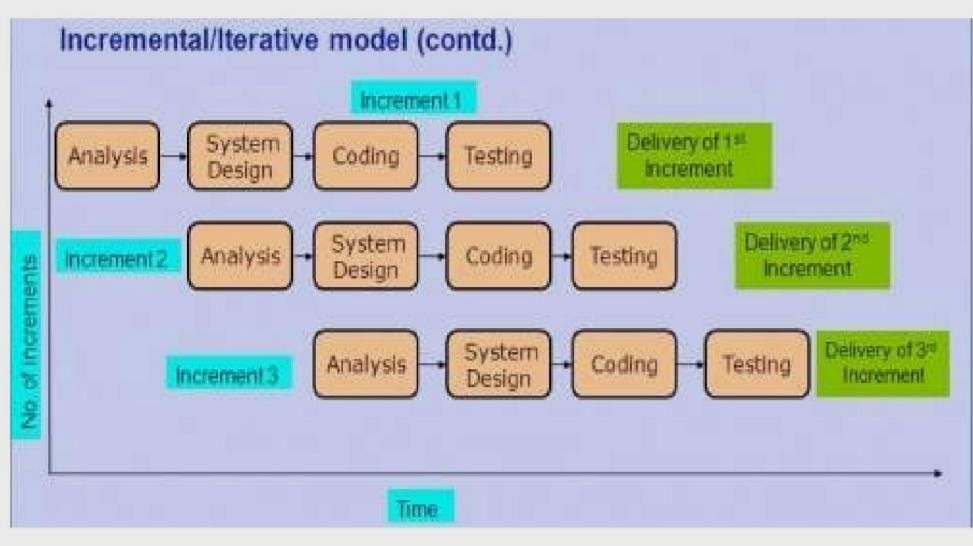 Incremental/Iterative model (contd.)
Increment 1
Analysis
System
Design
Coding
Testing
Delivery of 1st
Increment
Increment 2
Analysis
System
Design
Coding
Testing
Delivery of 2nd
Increment
Increment 3
Analysis
System
Design
Coding
Testing
Delivery of 3rd
Increment
No. of increments
Time